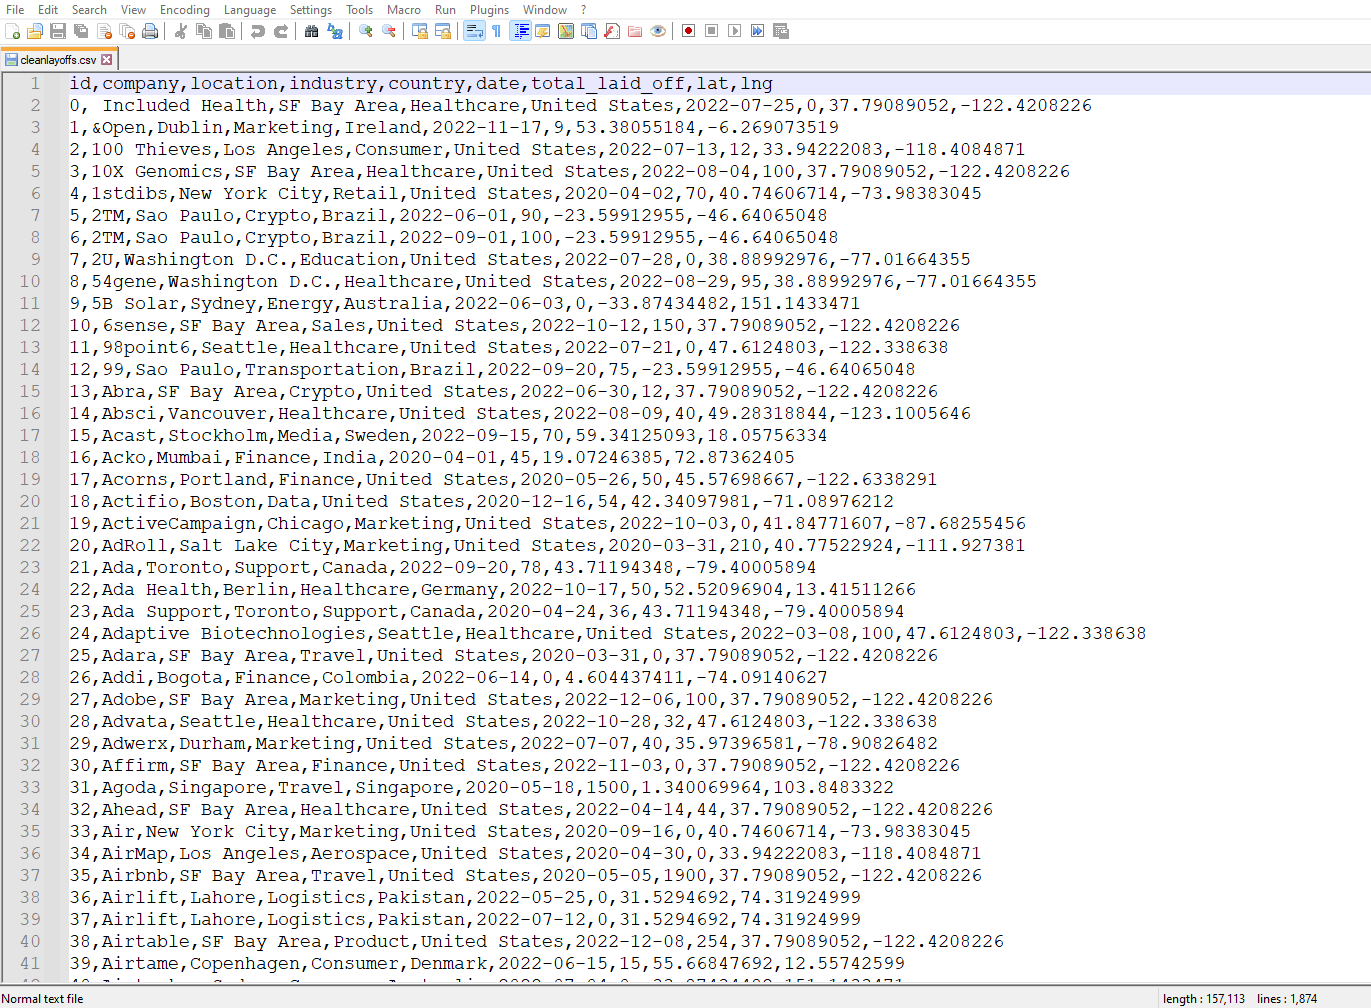 File Edit Search View Encoding Language Settings Tools Macro Run Plugins Window ?
cleanlayoffs.csv
1 id,company,location,industry,country,date,total_laid_off,lat,lng
2 0, Included Health,SF Bay Area,Healthcare,United States,2022-07-25,0,37.79089052,-122.4208226
3 1,&Open,Dublin,Marketing,Ireland,2022-11-17,9,53.38055184,-6.269073519
4 2,100 Thieves,Los Angeles,Consumer,United States,2022-07-13,12,33.94222083,-118.4084871
5 3,10X Genomics,SF Bay Area,Healthcare,United States,2022-08-04,100,37.79089052,-122.4208226
6 4,1stdibs,New York City,Retail,United States,2020-04-02,70,40.74606714,-73.98383045
7 5,2TM,Sao Paulo,Crypto,Brazil,2022-06-01,90,-23.59912955,-46.64065048
8 6,2TM,Sao Paulo,Crypto,Brazil,2022-09-01,100,-23.59912955,-46.64065048
9 7,2U,Washington D.C.,Education,United States,2022-07-28,0,38.88992976,-77.01664355
10 8,54gene,Washington D.C.,Healthcare,United States,2022-08-29,95,38.88992976,-77.01664355
11 9,5B Solar,Sydney,Energy,Australia,2022-06-03,0,-33.87434482,151.1433471
12 10,6sense,SF Bay Area,Sales,United States,2022-10-12,150,37.79089052,-122.4208226
13 11,98point6,Seattle,Healthcare,United States,2022-07-21,0,47.6124803,-122.338638
14 12,99,Sao Paulo,Transportation,Brazil,2022-09-20,75,-23.59912955,-46.64065048
15 13,Abra,SF Bay Area,Crypto,United States,2022-06-30,12,37.79089052,-122.4208226
16 14,Absci,Vancouver,Healthcare,United States,2022-08-09,40,49.28318844,-123.1005646
17 15,Acast,Stockholm,Media,Sweden,2022-09-15,70,59.34125093,18.05756334
18 16,Acko,Mumbai,Finance,India,2020-04-01,45,19.07246385,72.87362405
19 17,Acorns,Portland,Finance,United States,2020-05-26,50,45.57698667,-122.6338291
20 18,Actifio,Boston,Data,United States,2020-12-16,54,42.34097981,-71.08976212
21 19,ActiveCampaign,Chicago,Marketing,United States,2022-10-03,0,41.84771607,-87.68255456
22 20,AdRoll,Salt Lake City,Marketing,United States,2020-03-31,210,40.77522924,-111.927381
23 21,Ada,Toronto,Support,Canada,2022-09-20,78,43.71194348,-79.40005894
24 22,Ada Health,Berlin,Healthcare,Germany,2022-10-17,50,52.52096904,13.41511266
25 23,Ada Support,Toronto,Support,Canada,2020-04-24,36,43.71194348,-79.40005894
26 24,Adaptive Biotechnologies,Seattle,Healthcare,United States,2022-03-08,100,47.6124803,-122.338638
27 25,Adara,SF Bay Area,Travel,United States,2020-03-31,0,37.79089052,-122.4208226
28 26,Addi,Bogota,Finance,Colombia,2022-06-14,0,4.604437411,-74.09140627
29 27,Adobe,SF Bay Area,Marketing,United States,2022-12-06,100,37.79089052,-122.4208226
30 28,Advata,Seattle,Healthcare,United States,2022-10-28,32,47.6124803,-122.338638
31 29,Adwerx,Durham,Marketing,United States,2022-07-07,40,35.97396581,-78.90826482
32 30,Affirm,SF Bay Area,Finance,United States,2022-11-03,0,37.79089052,-122.4208226
33 31,Agoda,Singapore,Travel,Singapore,2020-05-18,1500,1.340069964,103.8483322
34 32,Ahead,SF Bay Area,Healthcare,United States,2022-04-14,44,37.79089052,-122.4208226
35 33,Air,New York City,Marketing,United States,2020-09-16,0,40.74606714,-73.98383045
36 34,AirMap,Los Angeles,Aerospace,United States,2020-04-30,0,33.94222083,-118.4084871
37 35,Airbnb,SF Bay Area,Travel,United States,2020-05-05,1900,37.79089052,-122.4208226
38 36,Airlift,Lahore,Logistics,Pakistan,2022-05-25,0,31.5294692,74.31924999
39 37,Airlift,Lahore,Logistics,Pakistan,2022-07-12,0,31.5294692,74.31924999
40 38,Airtable,SF Bay Area,Product,United States,2022-12-08,254,37.79089052,-122.4208226
41 39,Airtame,Copenhagen,Consumer,Denmark,2022-06-15,15,55.66847692,12.55742599
Normal text file
length : 157,113 lines : 1,874